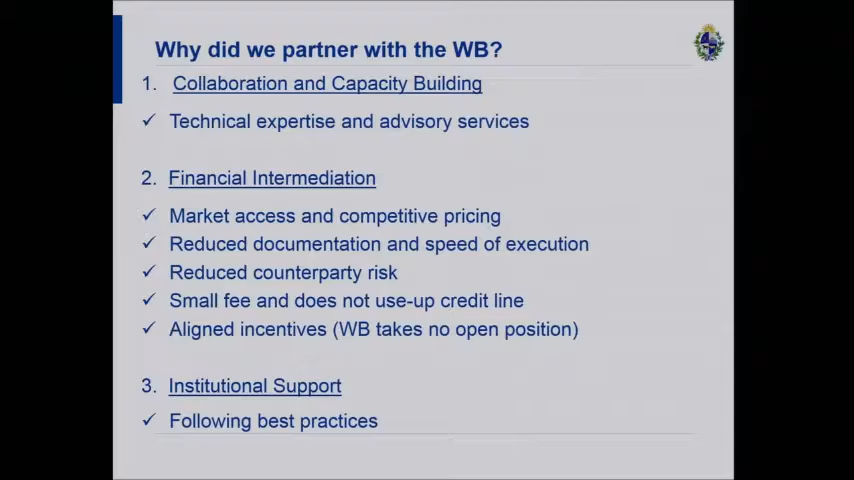 Why did we partner with the WB?
1. Collaboration and Capacity Building
✓ Technical expertise and advisory services
2. Financial Intermediation
✓ Market access and competitive pricing
✓ Reduced documentation and speed of execution
✓ Reduced counterparty risk
✓ Small fee and does not use-up credit line
✓ Aligned incentives (WB takes no open position)
3. Institutional Support
✓ Following best practices